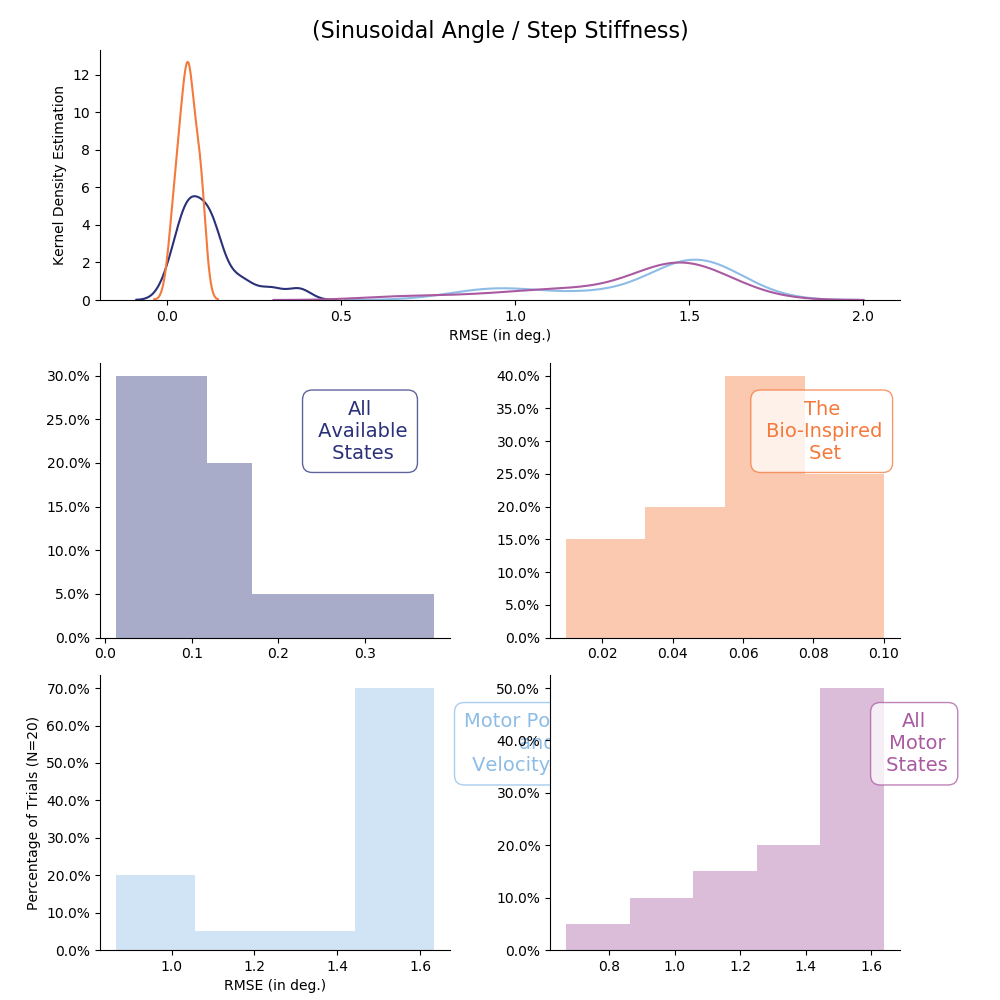 (Sinusoidal Angle / Step Stiffness)
Kernel Density Estimation
12
10
8
6
4
2
0
0.0 0.5 1.0 1.5 2.0
RMSE (in deg.)
30.0%
25.0%
20.0%
15.0%
10.0%
5.0%
0.0%
0.0 0.1 0.2 0.3
All
Available
States
40.0%
35.0%
30.0%
25.0%
20.0%
15.0%
10.0%
5.0%
0.0%
0.02 0.04 0.06 0.08 0.10
The
Bio-Inspired
Set
Percentage of Trials (N=20)
70.0%
60.0%
50.0%
40.0%
30.0%
20.0%
10.0%
0.0%
1.0 1.2 1.4 1.6
RMSE (in deg.)
Motor Po
and
Velocity
50.0%
40.0%
30.0%
20.0%
10.0%
0.0%
0.8 1.0 1.2 1.4 1.6
All
Motor
States